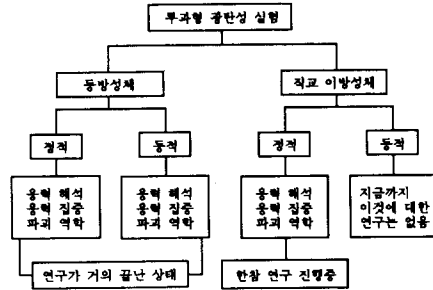 투과형 광탄성 실험
등방성체
직교 이방성체
정적
동적
정적
동적
응력 해석
응력 집중
파괴 역학
응력 해석
응력 집중
파괴 역학
응력 해석
응력 집중
파괴 역학
지금까지
이것에 대한
연구는 없음
연구가 거의 끝난 상태
한참 연구 진행중